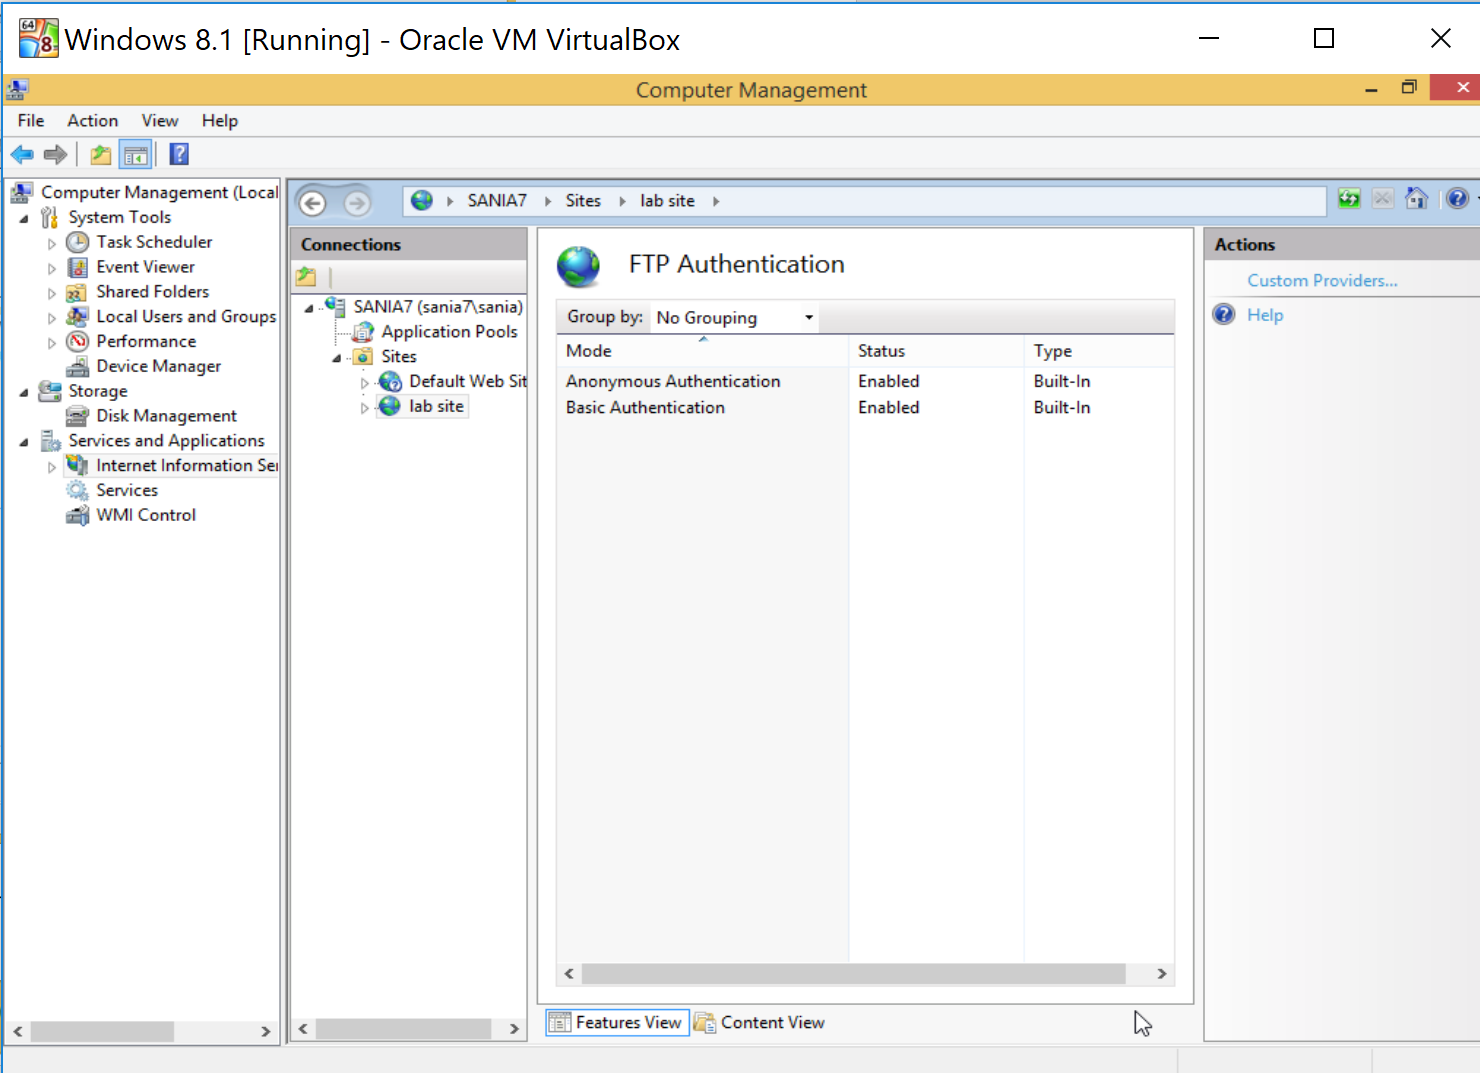 64
8
Windows 8.1 [Running] - Oracle VM VirtualBox
Computer Management
File Action View Help
Computer Management (Local
System Tools
Task Scheduler
Event Viewer
Shared Folders
Local Users and Groups
Performance
Device Manager
Storage
Disk Management
Services and Applications
Internet Information Ser
Services
WMI Control
SANIA7 Sites lab site
Connections
SANIA7 (sania7\sania)
Application Pools
Sites
Default Web Sit
lab site
FTP Authentication
Group by: No Grouping
Mode Status Type
Anonymous Authentication Enabled Built-In
Basic Authentication Enabled Built-In
Features View Content View
Actions
Custom Providers...
Help